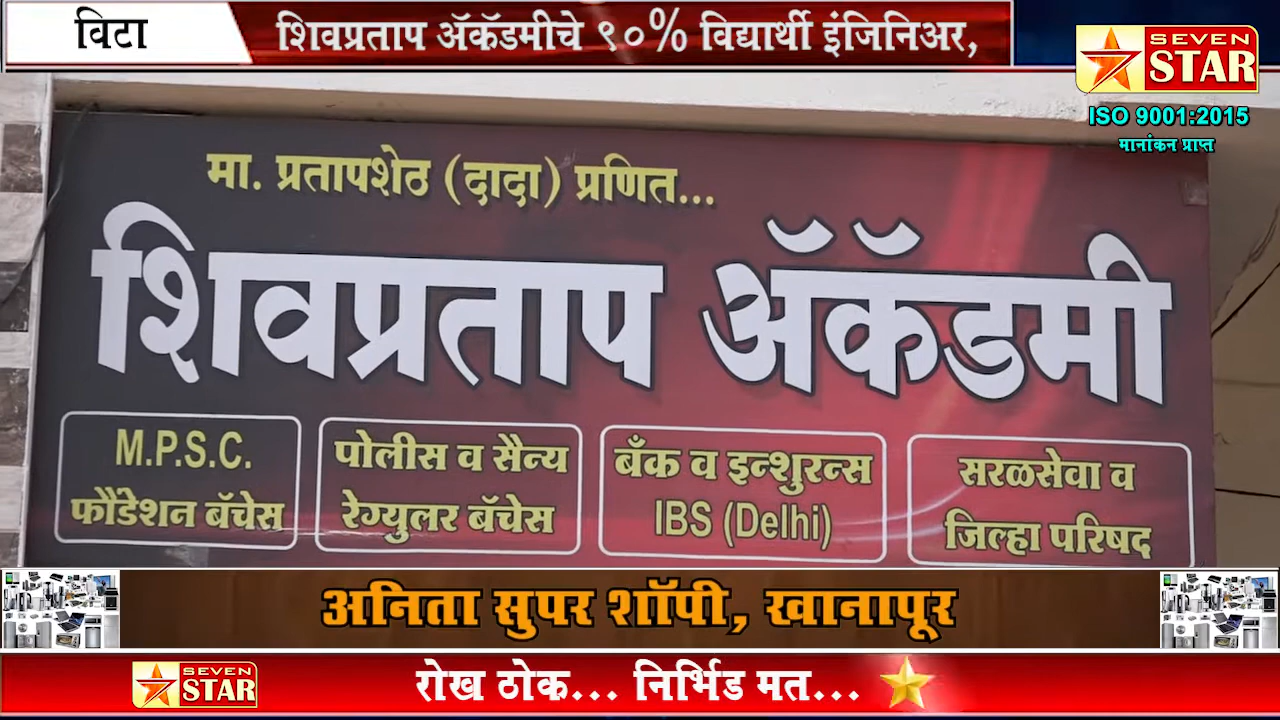 विटा
शिवप्रताप ॲकॅडमीचे ९०% विद्यार्थी इंजिनिअर,
SEVEN
STAR
ISO 9001:2015
मानांकन प्राप्त
मा. प्रतापशेठ (दादा) प्रणित...
शिवप्रताप ॲकॅडमी
M.P.S.C.
फौंडेशन बॅचेस
पोलीस व सैन्य
रेग्युलर बॅचेस
बँक व इन्शुरन्स
IBS (Delhi)
सरळसेवा व
जिल्हा परिषद
अनिता सुपर शॉपी, खानापूर
SEVEN
STAR
रोख ठोक... निर्भिड मत...